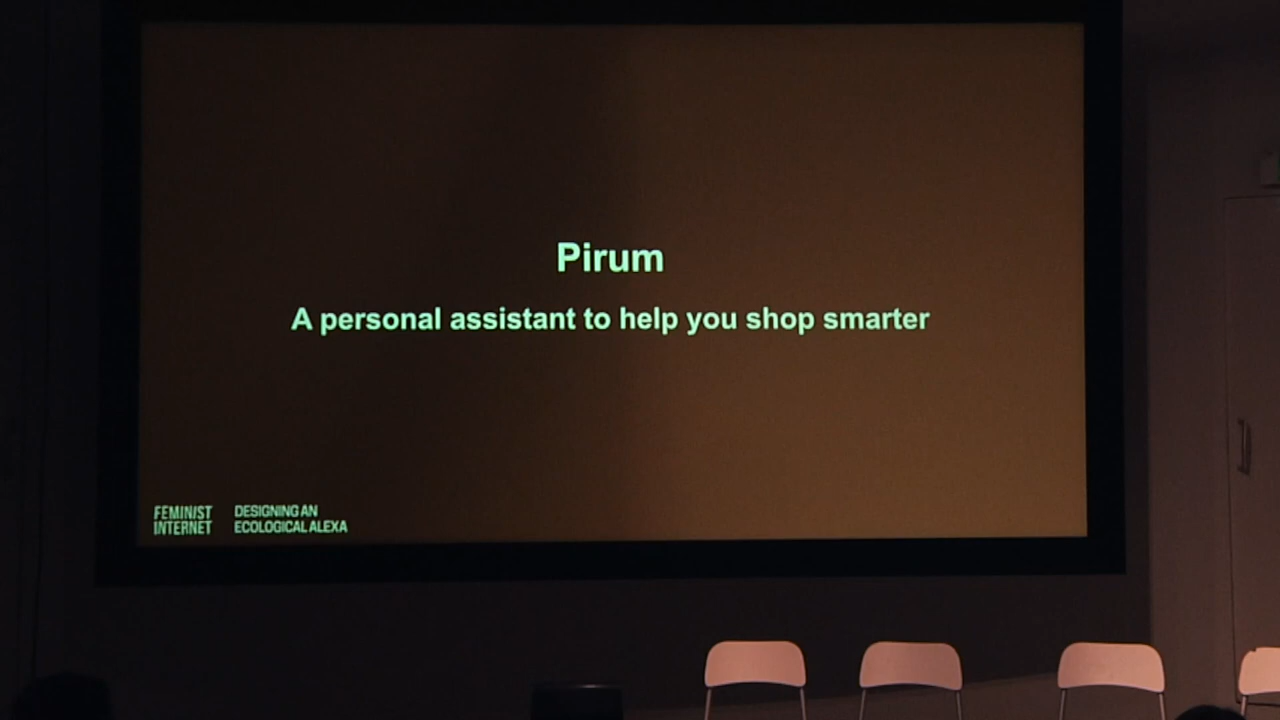 Pirum
A personal assistant to help you shop smarter
FEMINIST
INTERNET
DESIGNING AN
ECOLOGICAL ALEXA